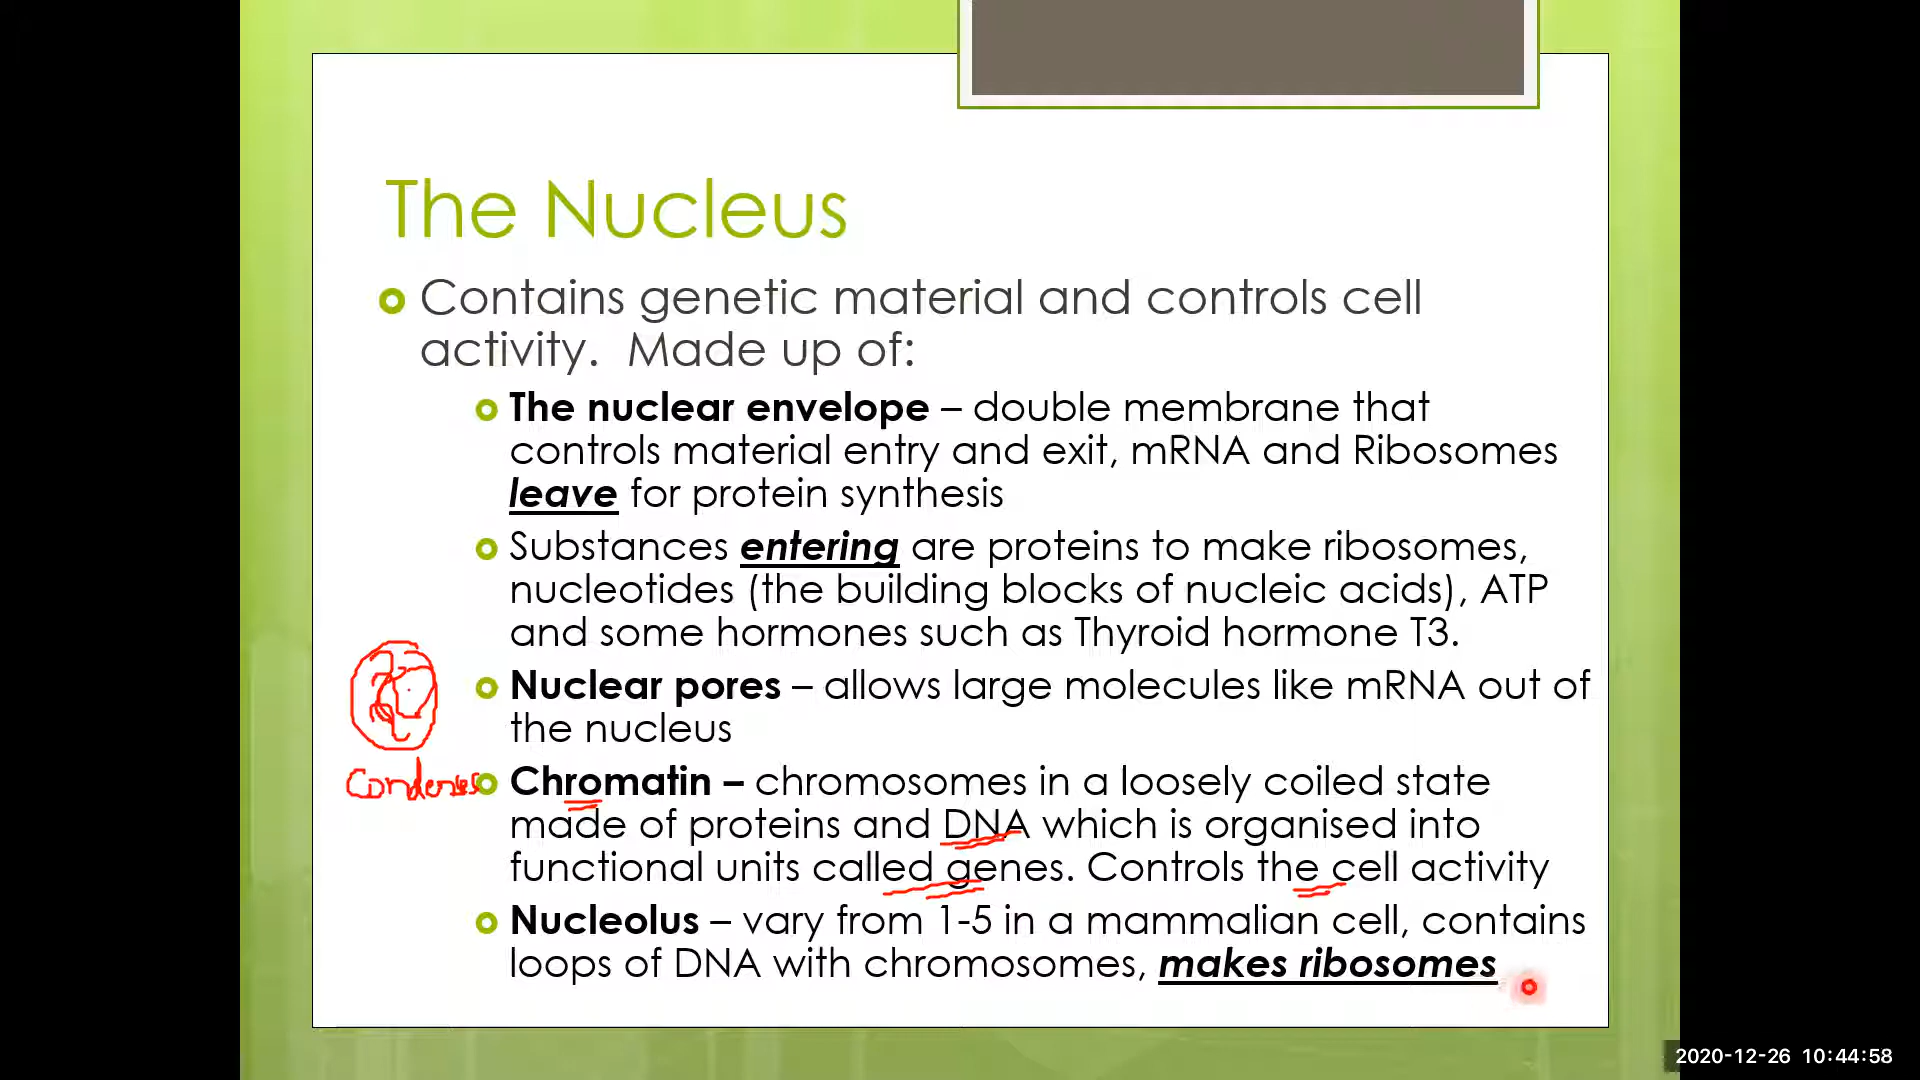 The Nucleus
Contains genetic material and controls cell
activity.  Made up of:
The nuclear envelope – double membrane that
controls material entry and exit, mRNA and Ribosomes
leave for protein synthesis
Substances entering are proteins to make ribosomes,
nucleotides (the building blocks of nucleic acids), ATP
and some hormones such as Thyroid hormone T3.
Nuclear pores – allows large molecules like mRNA out of
the nucleus
Condenses
Chromatin – chromosomes in a loosely coiled state
made of proteins and DNA which is organised into
functional units called genes. Controls the cell activity
Nucleolus – vary from 1-5 in a mammalian cell, contains
loops of DNA with chromosomes, makes ribosomes
2020-12-26 10:44:58